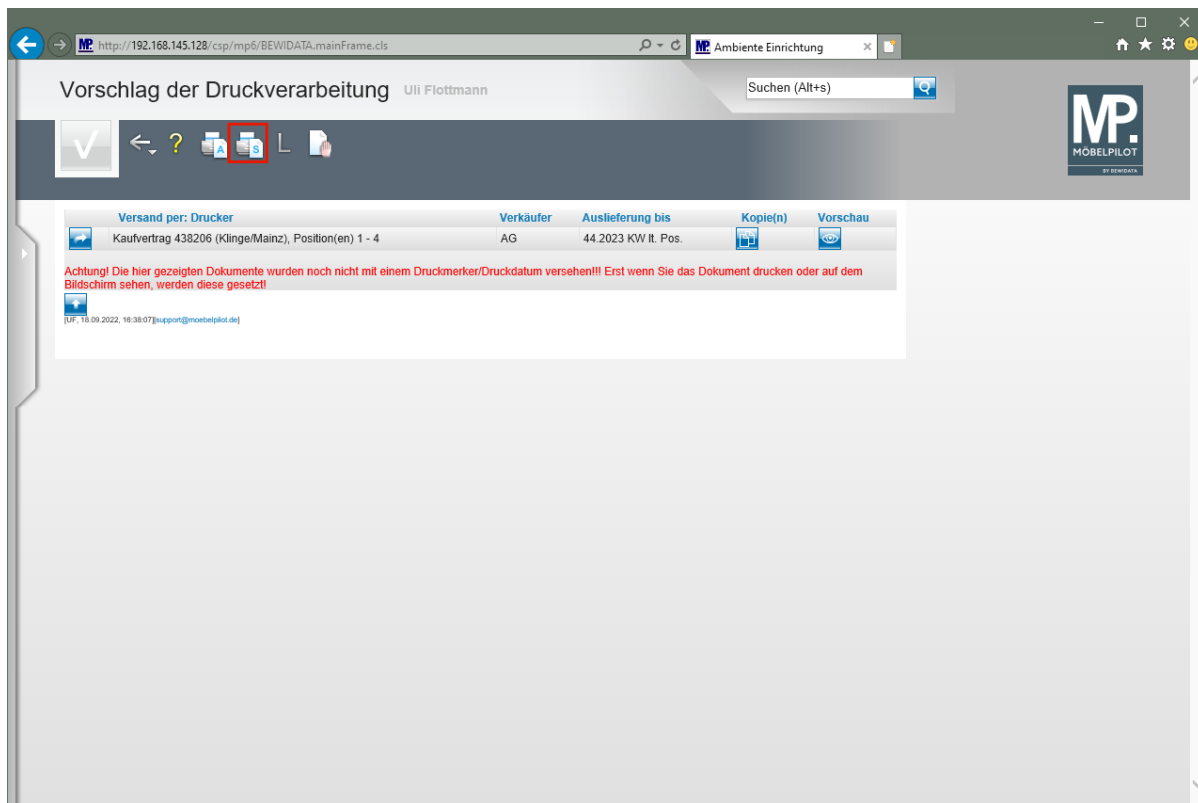 http://192.168.145.128/csp/mp6/BEWIDATA.mainFrame.cls
MP. Ambiente Einrichtung
Vorschlag der Druckverarbeitung Uli Flottmann
Suchen (Alt+s)
MP.
MÖBELPILOT
BY BEWIDATA
? A S L
Versand per: Drucker Verkäufer Auslieferung bis Kopie(n) Vorschau
Kaufvertrag 438206 (Klinge/Mainz), Position(en) 1 - 4 AG 44.2023 KW lt. Pos.
Achtung! Die hier gezeigten Dokumente wurden noch nicht mit einem Druckmerker/Druckdatum versehen!!! Erst wenn Sie das Dokument drucken oder auf dem
Bildschirm sehen, werden diese gesetzt!
[UF, 18.09.2022, 16:38:07][support@moebelpilot.de]